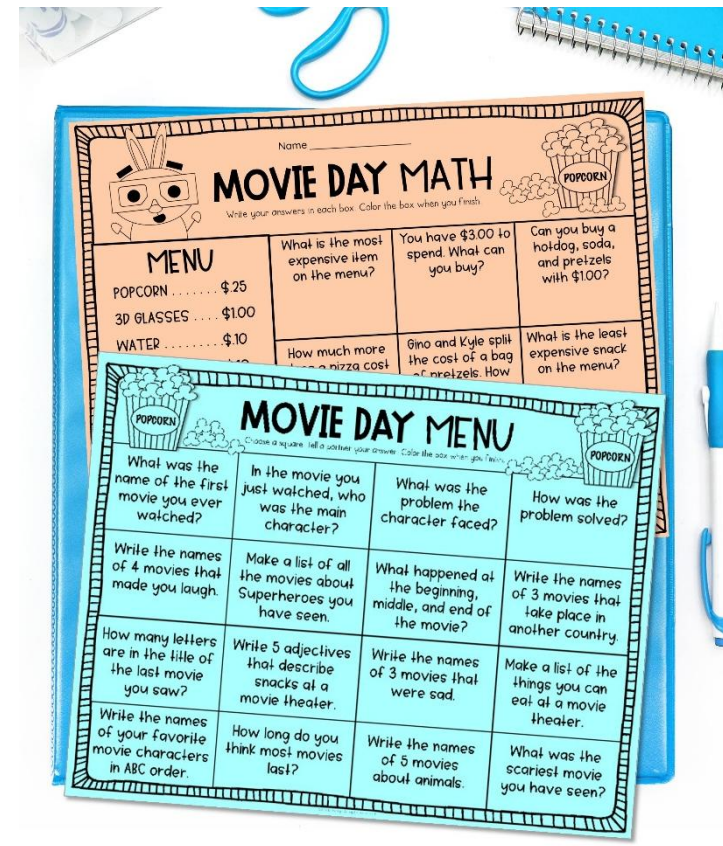 Name
MOVIE DAY MATH
POPCORN
Write your answers in each box. Color the box when you finish.
MENU
POPCORN . . . . . . . $.25
3D GLASSES . . . . $1.00
WATER . . . . . . . . $.10
What is the most
expensive item
on the menu?
You have $3.00 to
spend. What can
you buy?
Can you buy a
hotdog, soda,
and pretzels
with $1.00?
How much more
pizza cost
Gino and Kyle split
the cost of a bag
of pretzels. How
What is the least
expensive snack
on the menu?
POPCORN
MOVIE DAY MENU
POPCORN
Choose a square. Tell a partner your answer. Color the box when you finish.
What was the
name of the first
movie you ever
watched?
In the movie you
just watched, who
was the main
character?
What was the
problem the
character faced?
How was the
problem solved?
Write the names
of 4 movies that
made you laugh.
Make a list of all
the movies about
Superheroes you
have seen.
What happened at
the beginning,
middle, and end of
the movie?
Write the names
of 3 movies that
take place in
another country.
How many letters
are in the title of
the last movie
you saw?
Write 5 adjectives
that describe
snacks at a
movie theater.
Write the names
of 3 movies that
were sad.
Make a list of the
things you can
eat at a movie
theater.
Write the names
of your favorite
movie characters
in ABC order.
How long do you
think most movies
last?
Write the names
of 5 movies
about animals.
What was the
scariest movie
you have seen?